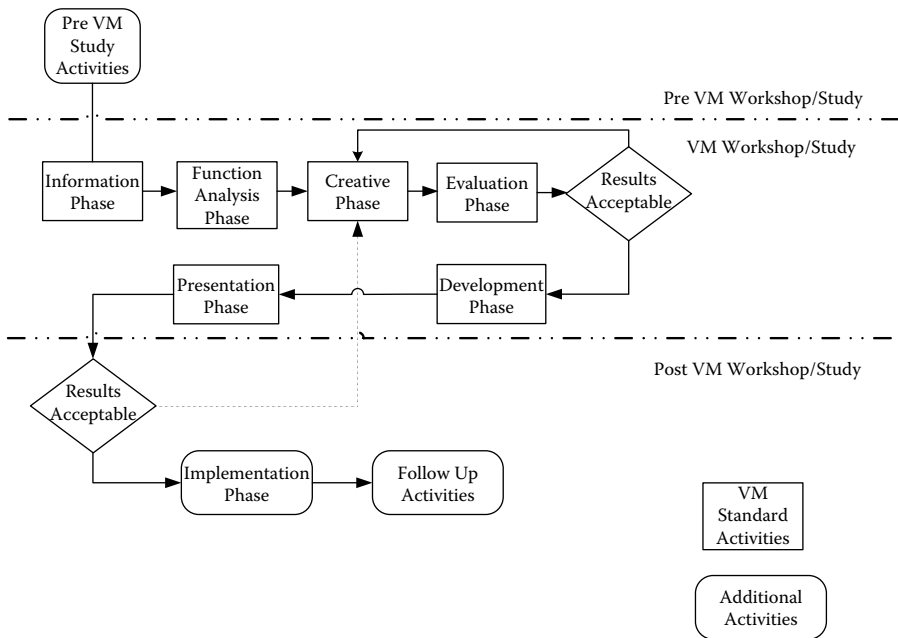 Pre VM
Study
Activities
Pre VM Workshop/Study
VM Workshop/Study
Information
Phase
Function
Analysis
Phase
Creative
Phase
Evaluation
Phase
Results
Acceptable
Presentation
Phase
Development
Phase
Post VM Workshop/Study
Results
Acceptable
Implementation
Phase
Follow Up
Activities
VM
Standard
Activities
Additional
Activities